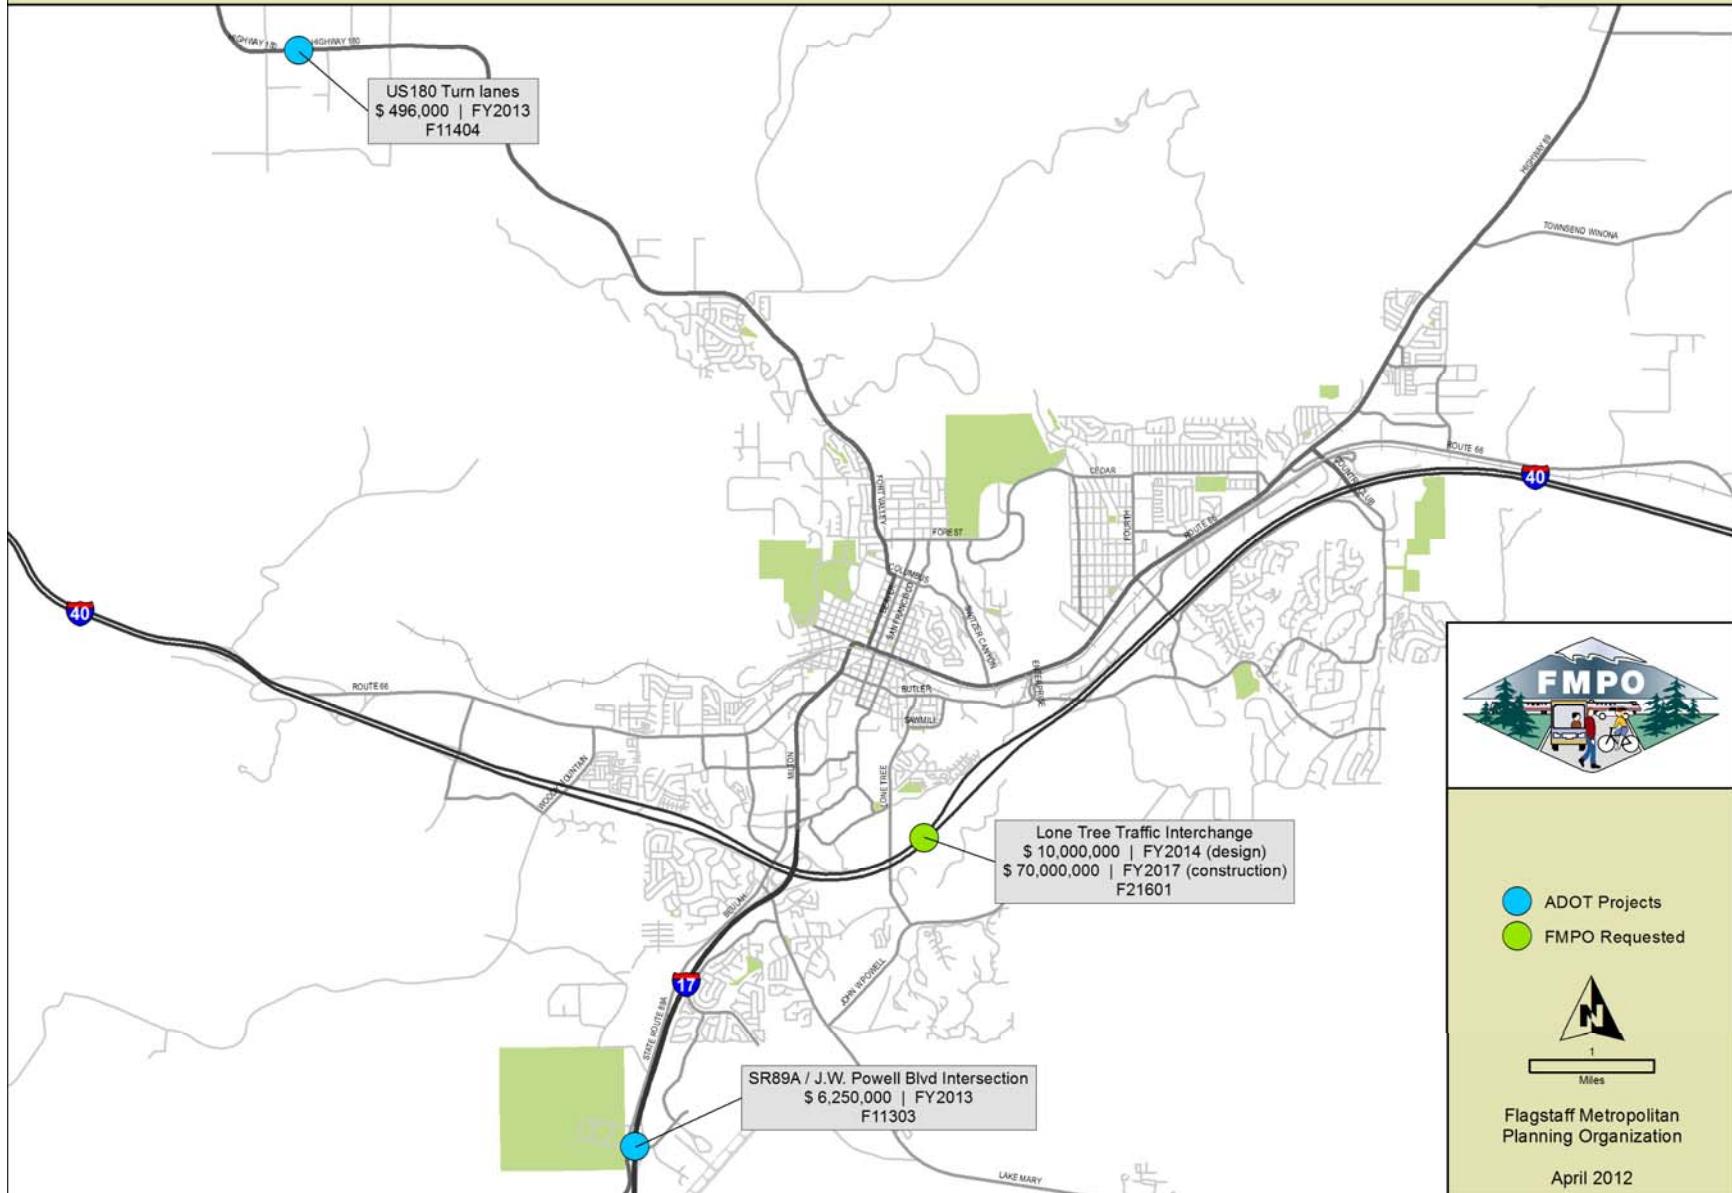 HIGHWAY 180
HIGHWAY 180
US180 Turn lanes
$ 496,000 | FY2013
F11404
HIGHWAY 89
TOWNSEND WINONA
ROUTE 66
COUNTRY CLUB
40
CEDAR
FORT VALLEY
FOURTH
ROUTE 66
FOREST
COLUMBUS
BEAVER
SAN FRANCISCO
SWITZER CANYON
40
ENTERPRISE
ROUTE 66
BUTLER
SAWMILL
FMPO
MILTON
LONE TREE
WOODY MOUNTAIN
Lone Tree Traffic Interchange
$ 10,000,000 | FY2014 (design)
$ 70,000,000 | FY2017 (construction)
F21601
BEULAH
ADOT Projects
FMPO Requested
17
JOHN W POWELL
STATE ROUTE 89A
N
1
Miles
SR89A / J.W. Powell Blvd Intersection
$ 6,250,000 | FY2013
F11303
Flagstaff Metropolitan
Planning Organization
LAKE MARY
April 2012